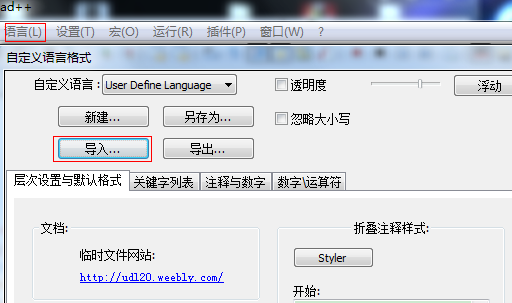 ad++
语言(L) 设置(T) 宏(O) 运行(R) 插件(P) 窗口(W) ?
自定义语言格式
自定义语言: User Define Language 透明度 浮动
新建... 另存为... 忽略大小写
导入... 导出...
层次设置与默认格式 关键字列表 注释与数字 数字\运算符
文档: 折叠注释样式:
临时文件网站: Styler
http://udl20.weebly.com/
开始: